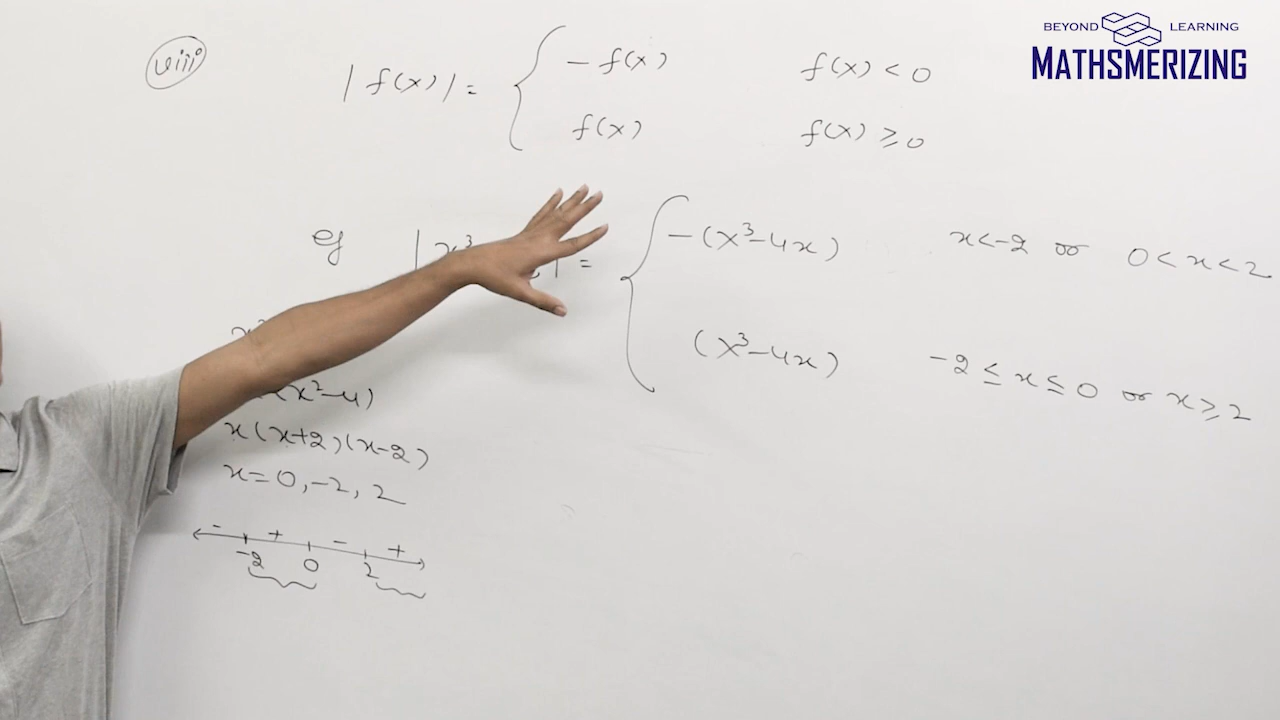 BEYOND LEARNING
MATHSMERIZING
viii
|f(x)| = { -f(x) f(x) < 0
f(x) f(x) ≥ 0
eg |x³ | = { -(x³-4x) x<-2 or 0<x<2
(x³-4x) -2 ≤ x ≤ 0 or x ≥ 2
(x²-4)
x(x+2)(x-2)
x=0,-2,2
- + - +
-2 0 2